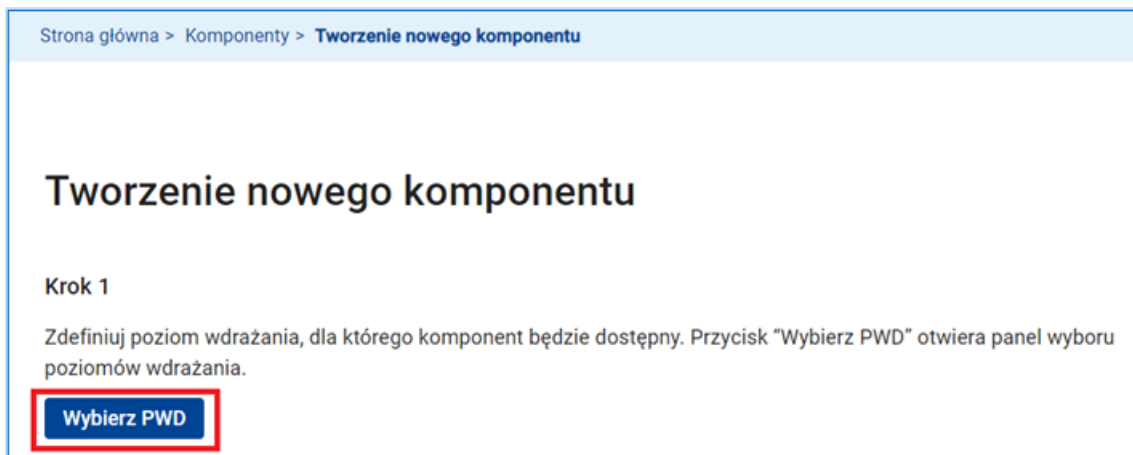 Strona główna > Komponenty > Tworzenie nowego komponentu
Tworzenie nowego komponentu
Krok 1
Zdefiniuj poziom wdrażania, dla którego komponent będzie dostępny. Przycisk “Wybierz PWD” otwiera panel wyboru
poziomów wdrażania.
Wybierz PWD